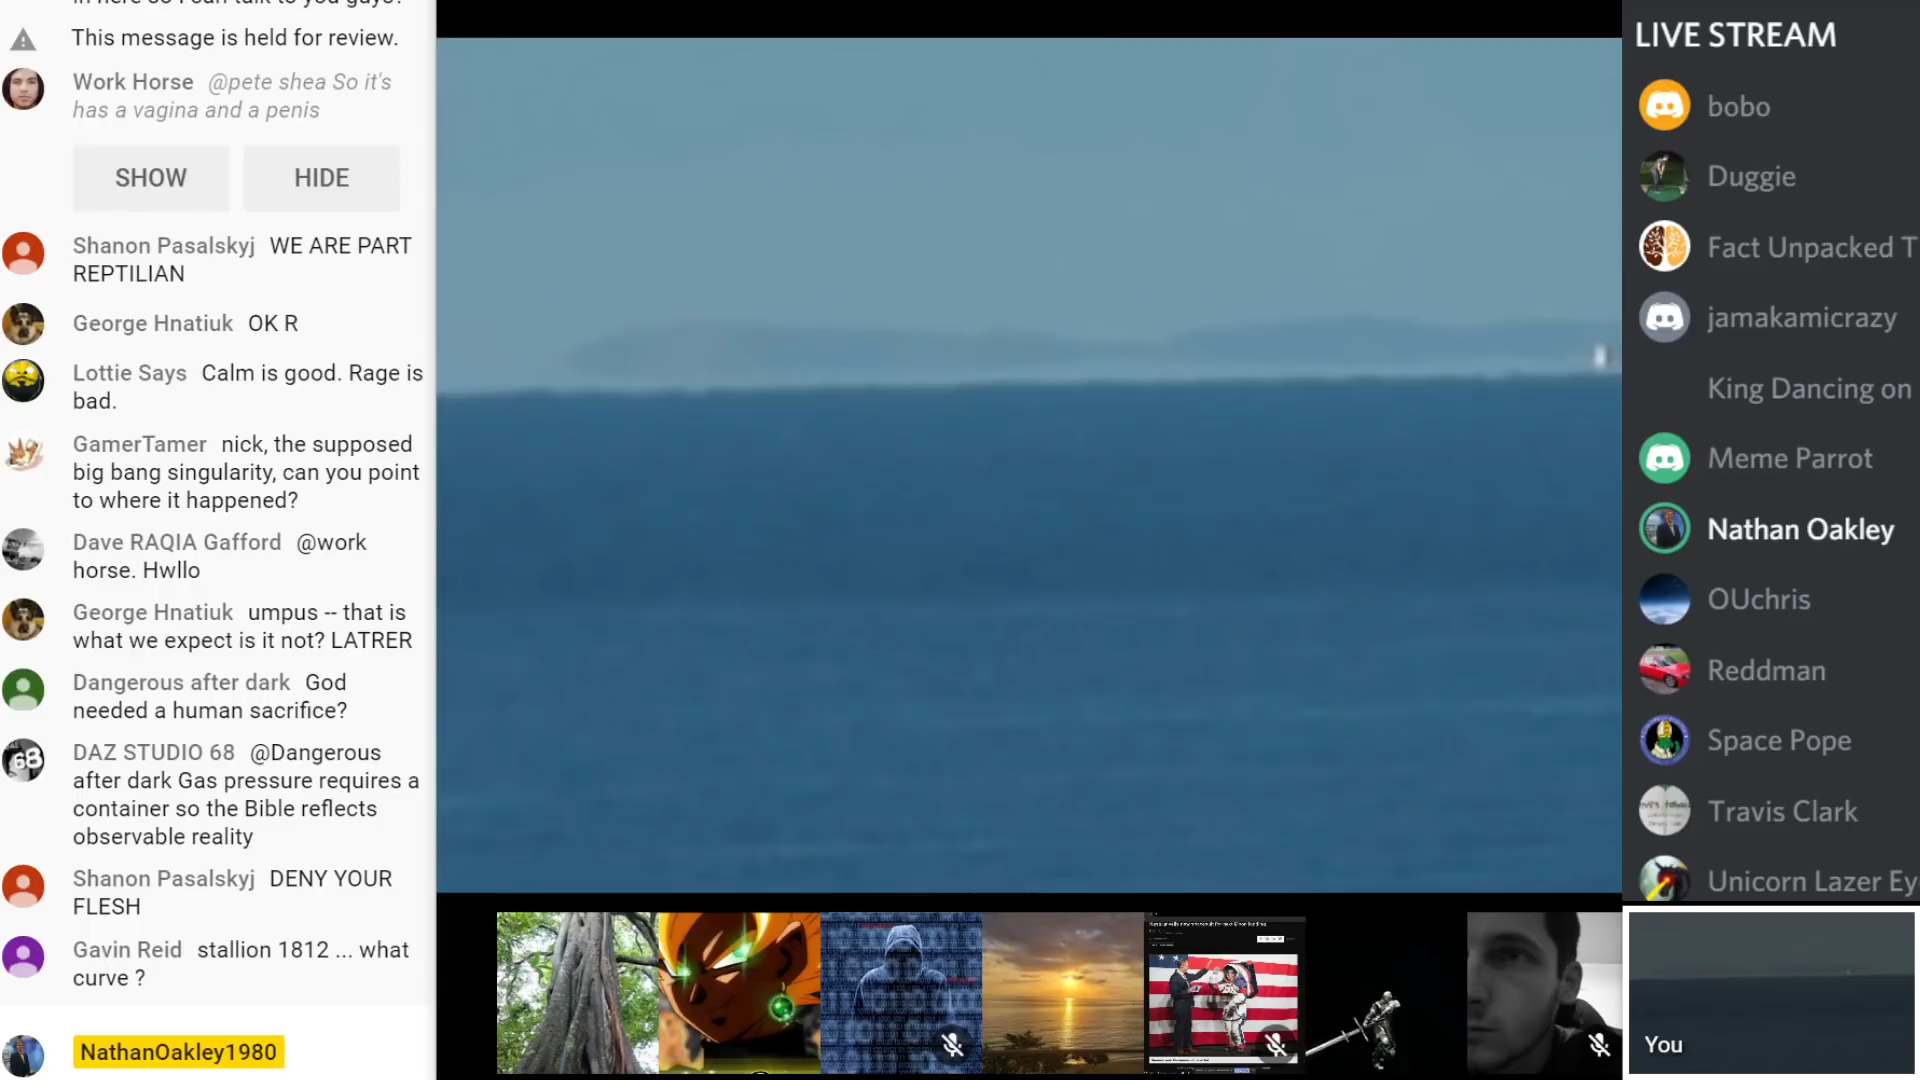 This message is held for review.
Work Horse @pete shea So it's
has a vagina and a penis
SHOW HIDE
Shanon Pasalskyj WE ARE PART
REPTILIAN
George Hnatiuk OK R
Lottie Says Calm is good. Rage is
bad.
GamerTamer nick, the supposed
big bang singularity, can you point
to where it happened?
Dave RAQIA Gafford @work
horse. Hwllo
George Hnatiuk umpus -- that is
what we expect is it not? LATRER
Dangerous after dark God
needed a human sacrifice?
68
DAZ STUDIO 68 @Dangerous
after dark Gas pressure requires a
container so the Bible reflects
observable reality
Shanon Pasalskyj DENY YOUR
FLESH
Gavin Reid stallion 1812 ... what
curve ?
NathanOakley1980
LIVE STREAM
bobo
Duggie
Fact Unpacked T
jamakamicrazy
King Dancing on
Meme Parrot
Nathan Oakley
OUchris
Reddman
Space Pope
Travis Clark
Unicorn Lazer Ey
You